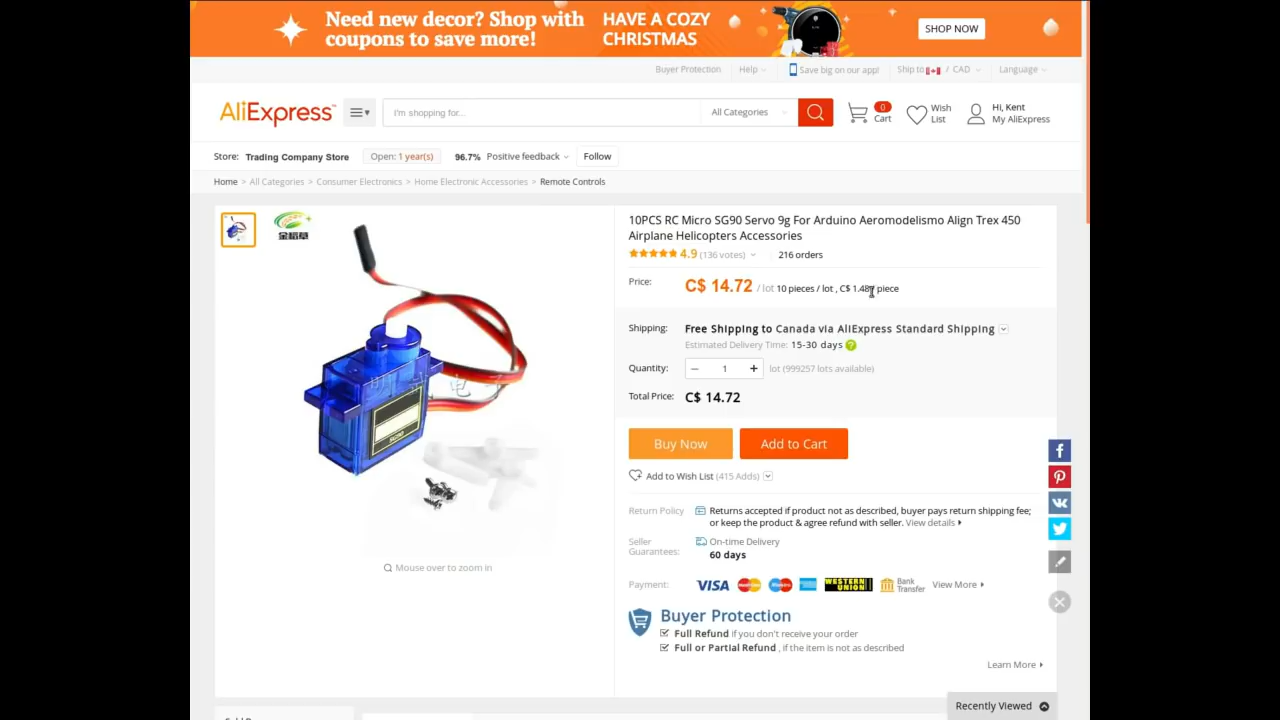 Need new decor? Shop with
coupons to save more!
HAVE A COZY
CHRISTMAS
SHOP NOW
Buyer Protection
Help
Save big on our app!
Ship to / CAD
Language
AliExpress™
I'm shopping for...
All Categories
0
Cart
Wish
List
Hi, Kent
My AliExpress
Store: Trading Company Store
Open: 1 year(s)
96.7% Positive feedback
Follow
Home > All Categories > Consumer Electronics > Home Electronic Accessories > Remote Controls
10PCS RC Micro SG90 Servo 9g For Arduino Aeromodelismo Align Trex 450
Airplane Helicopters Accessories
4.9 (136 votes)
216 orders
Price:
C$ 14.72 / lot 10 pieces / lot , C$ 1.48 piece
Shipping:
Free Shipping to Canada via AliExpress Standard Shipping
Estimated Delivery Time: 15-30 days
Quantity:
− 1 +
lot (999257 lots available)
Total Price:
C$ 14.72
Buy Now
Add to Cart
Add to Wish List (415 Adds)
Return Policy
Returns accepted if product not as described, buyer pays return shipping fee;
or keep the product & agree refund with seller. View details
Seller
Guarantees:
On-time Delivery
60 days
Payment:
VISA
WESTERN
UNION
Bank
Transfer
View More
Buyer Protection
Full Refund if you don't receive your order
Full or Partial Refund , if the item is not as described
Learn More
Mouse over to zoom in
Recently Viewed